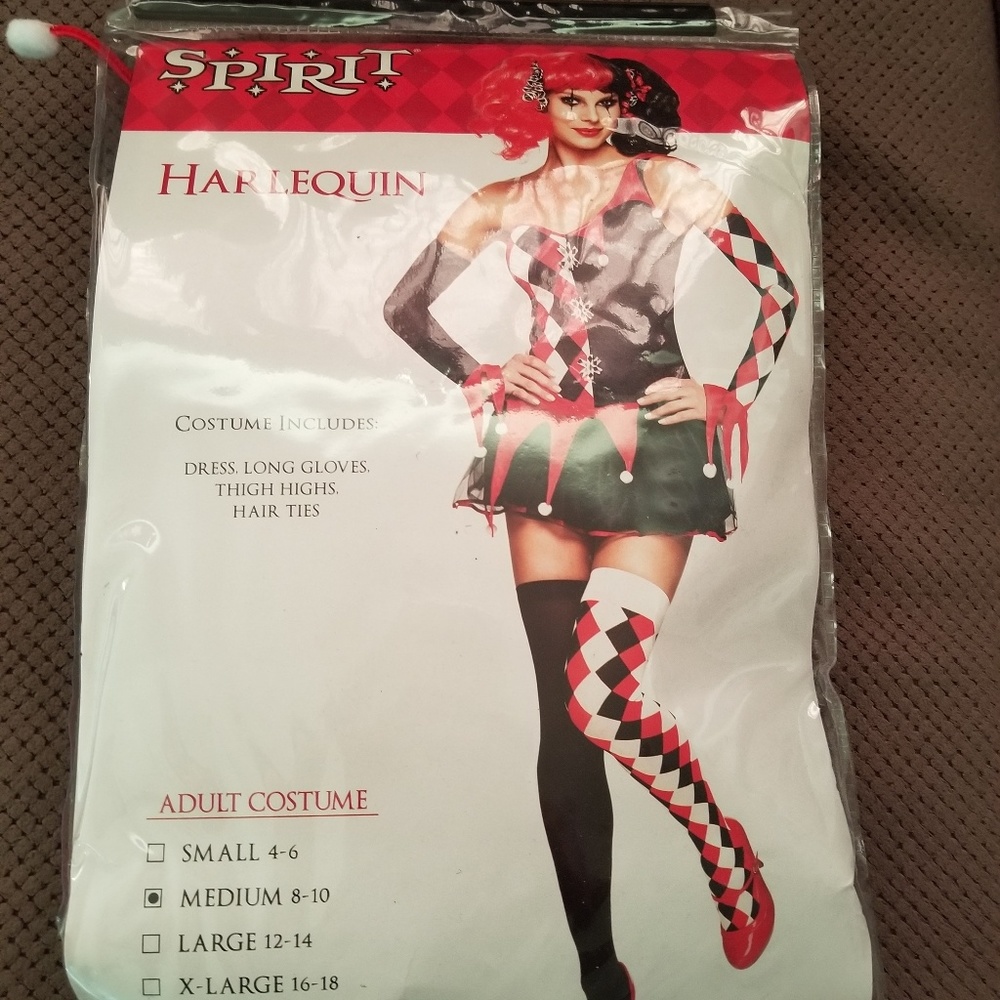 SPIRIT
HARLEQUIN
COSTUME INCLUDES:
DRESS, LONG GLOVES,
THIGH HIGHS,
HAIR TIES
ADULT COSTUME
SMALL 4-6
MEDIUM 8-10
LARGE 12-14
X-LARGE 16-18